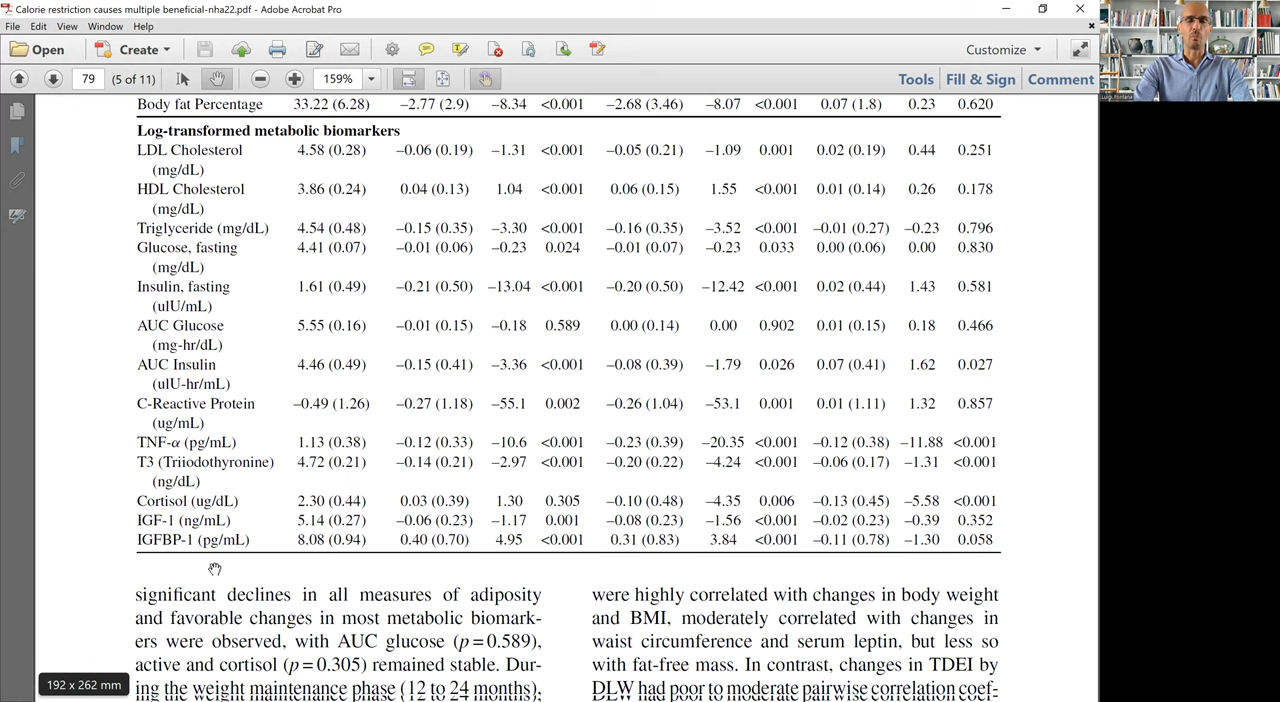 Calorie restriction causes multiple beneficial-nha22.pdf - Adobe Acrobat Pro
File Edit View Window Help
Open Create Customize
79 (5 of 11) 159% Tools Fill & Sign Comment
Body fat Percentage 33.22 (6.28) −2.77 (2.9) −8.34 <0.001 −2.68 (3.46) −8.07 <0.001 0.07 (1.8) 0.23 0.620
Log-transformed metabolic biomarkers
LDL Cholesterol 4.58 (0.28) −0.06 (0.19) −1.31 <0.001 −0.05 (0.21) −1.09 0.001 0.02 (0.19) 0.44 0.251
(mg/dL)
HDL Cholesterol 3.86 (0.24) 0.04 (0.13) 1.04 <0.001 0.06 (0.15) 1.55 <0.001 0.01 (0.14) 0.26 0.178
(mg/dL)
Triglyceride (mg/dL) 4.54 (0.48) −0.15 (0.35) −3.30 <0.001 −0.16 (0.35) −3.52 <0.001 −0.01 (0.27) −0.23 0.796
Glucose, fasting 4.41 (0.07) −0.01 (0.06) −0.23 0.024 −0.01 (0.07) −0.23 0.033 0.00 (0.06) 0.00 0.830
(mg/dL)
Insulin, fasting 1.61 (0.49) −0.21 (0.50) −13.04 <0.001 −0.20 (0.50) −12.42 <0.001 0.02 (0.44) 1.43 0.581
(uIU/mL)
AUC Glucose 5.55 (0.16) −0.01 (0.15) −0.18 0.589 0.00 (0.14) 0.00 0.902 0.01 (0.15) 0.18 0.466
(mg-hr/dL)
AUC Insulin 4.46 (0.49) −0.15 (0.41) −3.36 <0.001 −0.08 (0.39) −1.79 0.026 0.07 (0.41) 1.62 0.027
(uIU-hr/mL)
C-Reactive Protein −0.49 (1.26) −0.27 (1.18) −55.1 0.002 −0.26 (1.04) −53.1 0.001 0.01 (1.11) 1.32 0.857
(ug/mL)
TNF-α (pg/mL) 1.13 (0.38) −0.12 (0.33) −10.6 <0.001 −0.23 (0.39) −20.35 <0.001 −0.12 (0.38) −11.88 <0.001
T3 (Triiodothyronine) 4.72 (0.21) −0.14 (0.21) −2.97 <0.001 −0.20 (0.22) −4.24 <0.001 −0.06 (0.17) −1.31 <0.001
(ng/dL)
Cortisol (ug/dL) 2.30 (0.44) 0.03 (0.39) 1.30 0.305 −0.10 (0.48) −4.35 0.006 −0.13 (0.45) −5.58 <0.001
IGF-1 (ng/mL) 5.14 (0.27) −0.06 (0.23) −1.17 0.001 −0.08 (0.23) −1.56 <0.001 −0.02 (0.23) −0.39 0.352
IGFBP-1 (pg/mL) 8.08 (0.94) 0.40 (0.70) 4.95 <0.001 0.31 (0.83) 3.84 <0.001 −0.11 (0.78) −1.30 0.058
significant declines in all measures of adiposity
and favorable changes in most metabolic biomark-
ers were observed, with AUC glucose (p=0.589),
active and cortisol (p=0.305) remained stable. Dur-
ing the weight maintenance phase (12 to 24 months);
were highly correlated with changes in body weight
and BMI, moderately correlated with changes in
waist circumference and serum leptin, but less so
with fat-free mass. In contrast, changes in TDEI by
DLW had poor to moderate pairwise correlation coef-
192 x 262 mm
Luigi Fontana